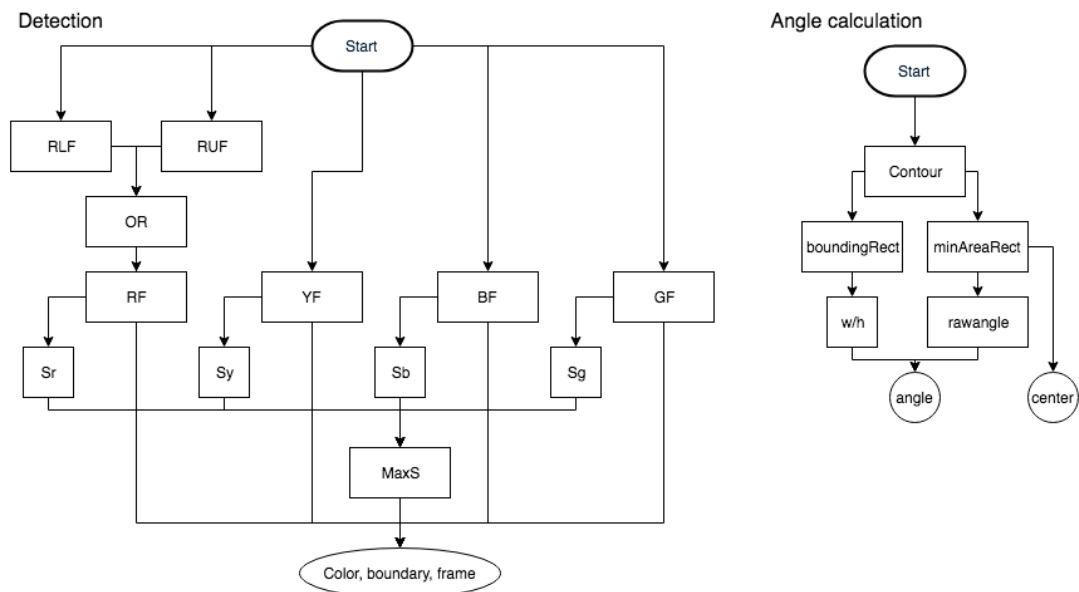 Detection
Start
RLF
RUF
OR
RF
YF
BF
GF
Sr
Sy
Sb
Sg
MaxS
Color, boundary, frame
Angle calculation
Start
Contour
boundingRect
minAreaRect
w/h
rawangle
angle
center